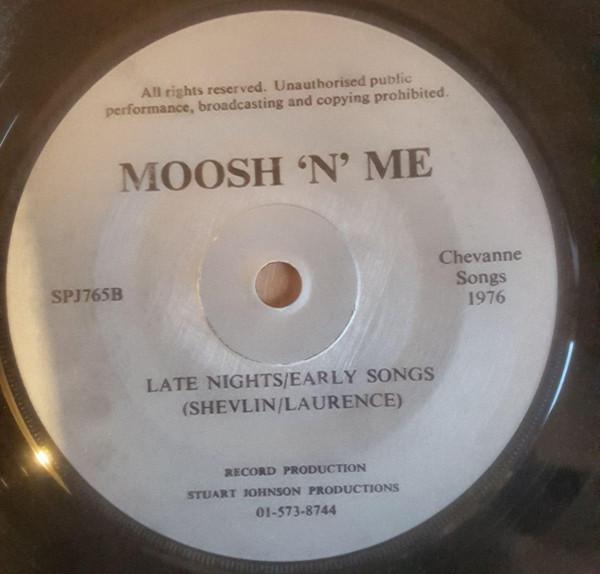 All rights reserved. Unauthorised public
performance, broadcasting and copying prohibited.
MOOSH 'N' ME
Chevanne
Songs
1976
SPJ765B
LATE NIGHTS/EARLY SONGS
(SHEVLIN/LAURENCE)
RECORD PRODUCTION
STUART JOHNSON PRODUCTIONS
01-573-8744